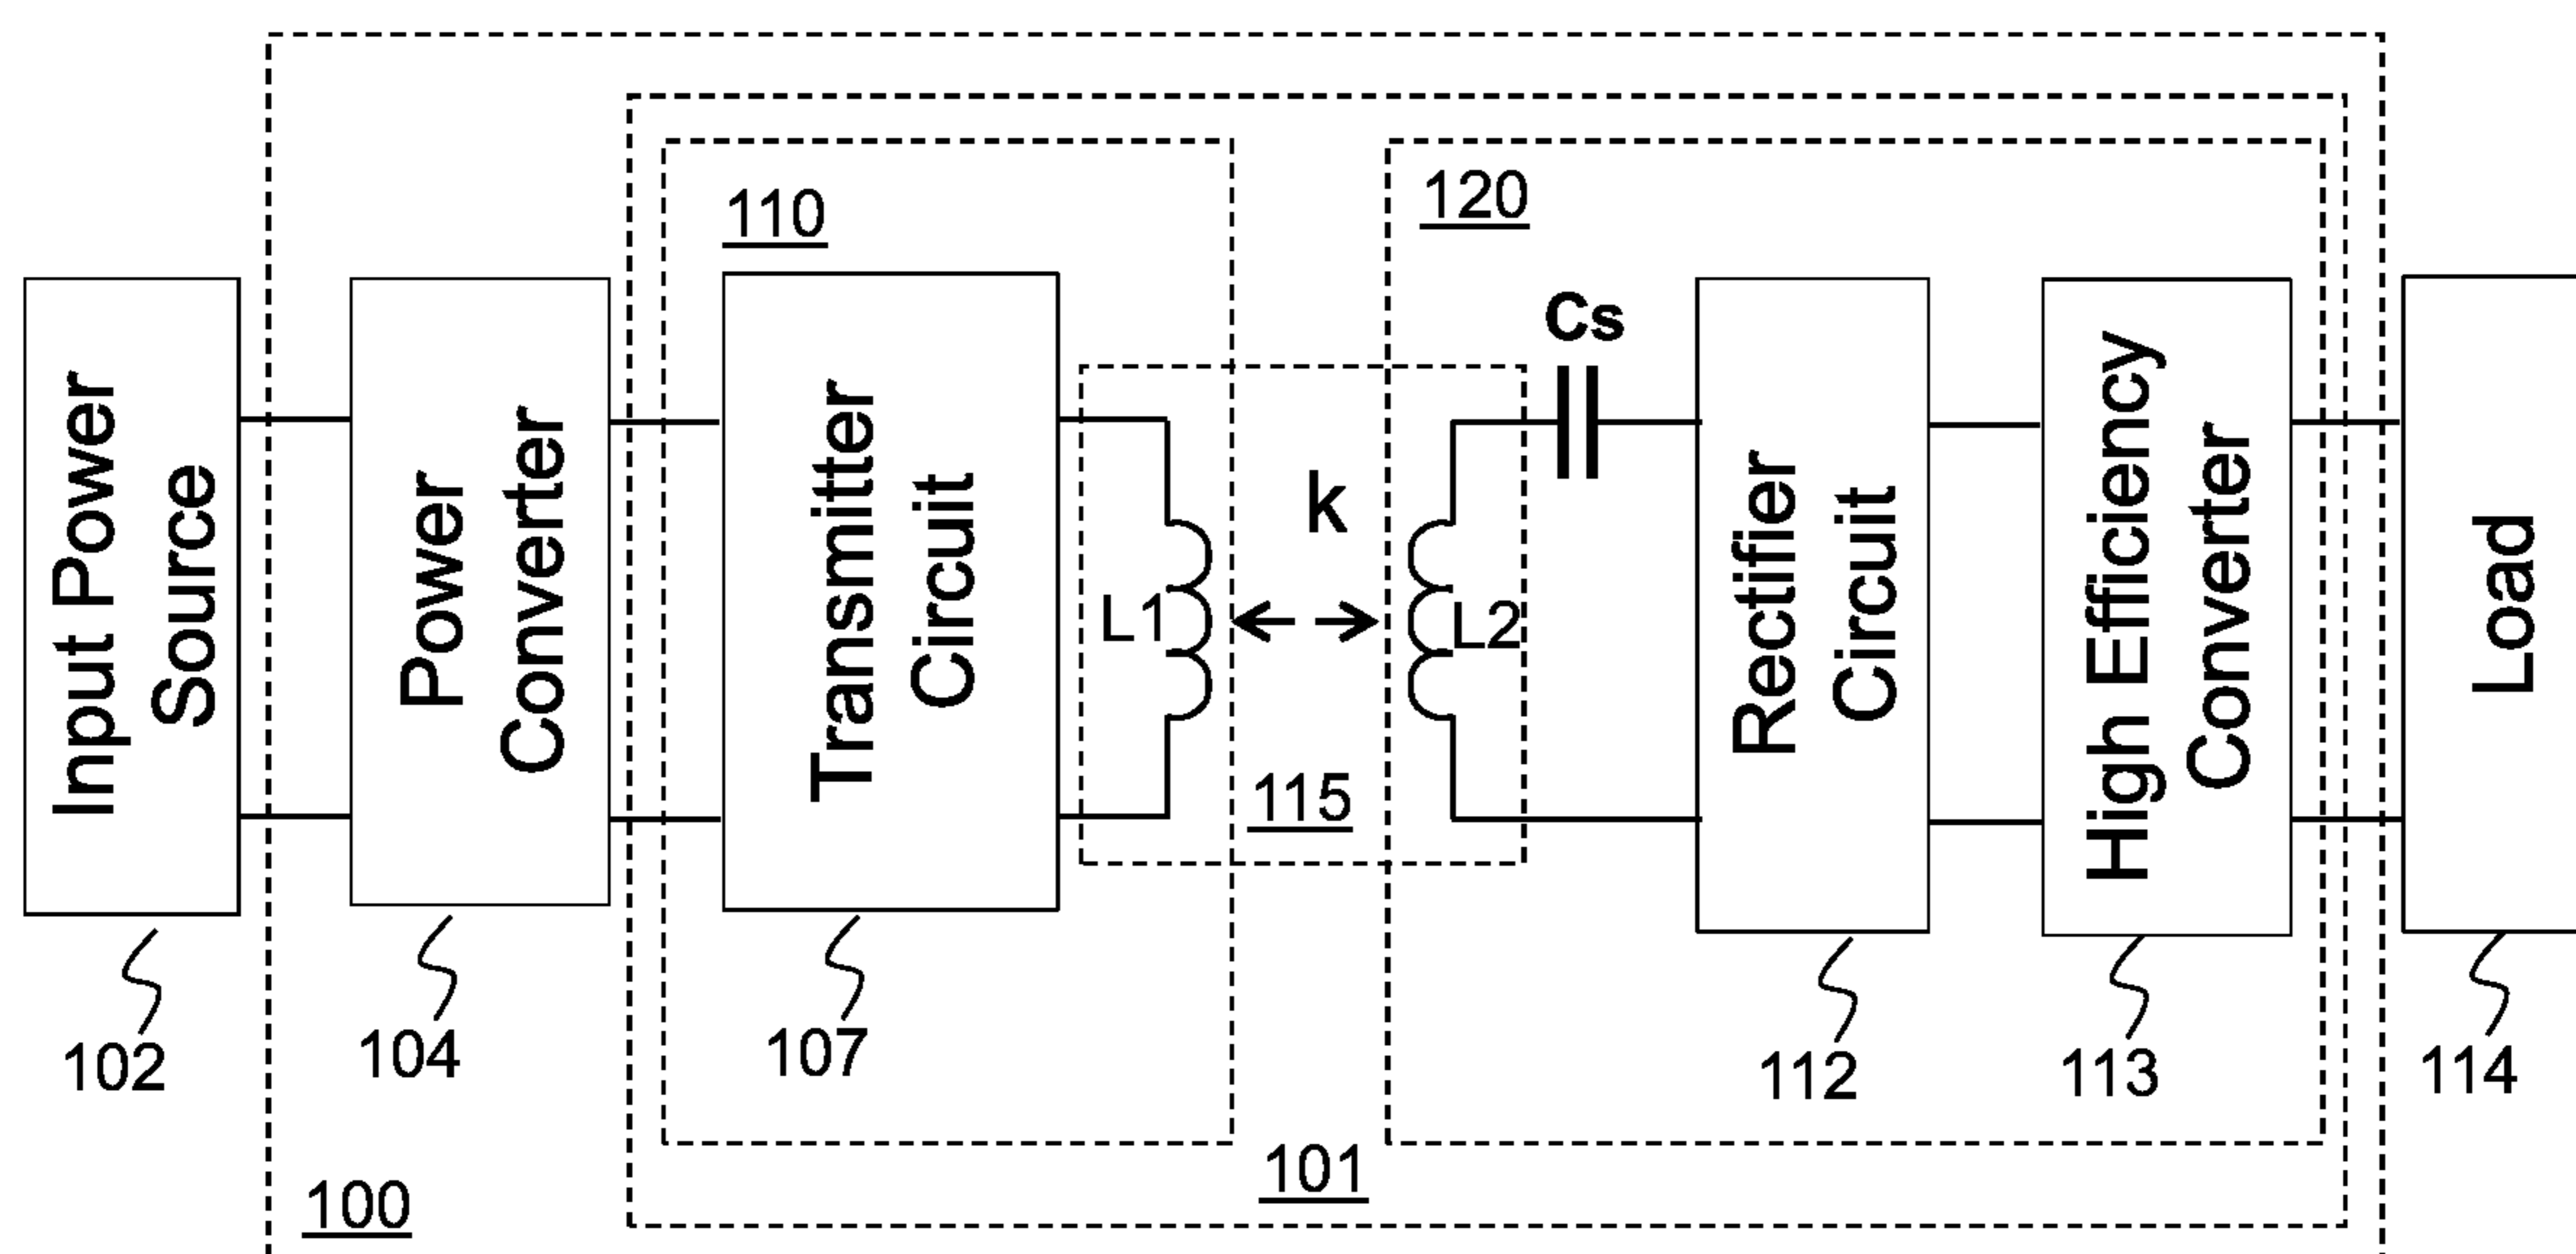 110
120
Cs
Input Power
Source
Power
Converter
Transmitter
Circuit
L1
k
L2
115
Rectifier
Circuit
High Efficiency
Converter
Load
102
104
107
112
113
114
101
100